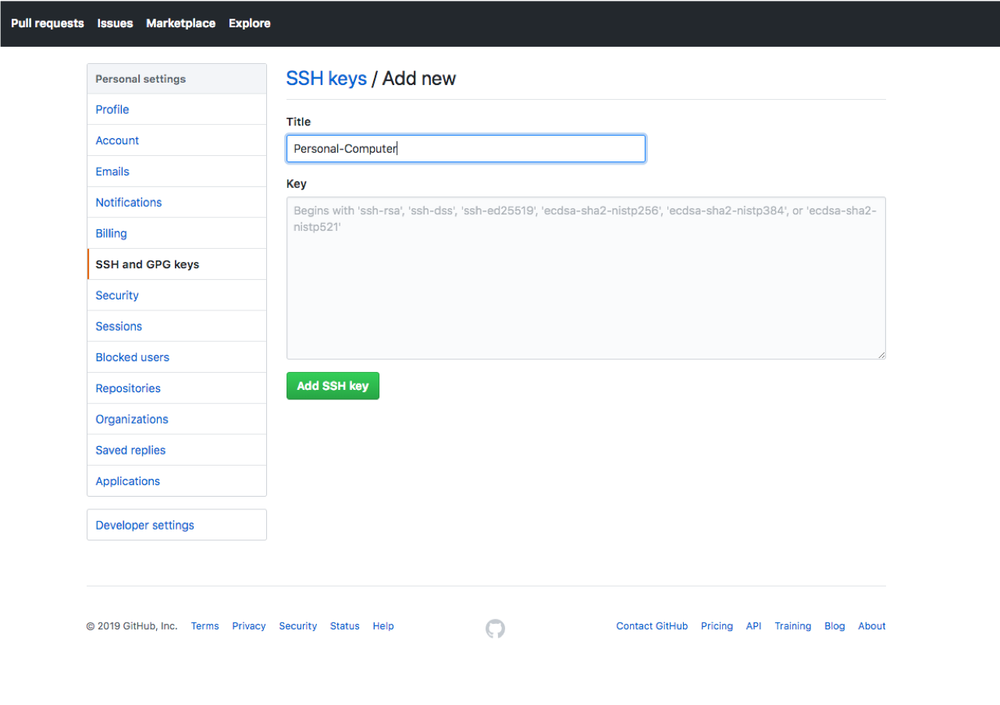 Pull requests Issues Marketplace Explore
Personal settings
Profile
Account
Emails
Notifications
Billing
SSH and GPG keys
Security
Sessions
Blocked users
Repositories
Organizations
Saved replies
Applications
Developer settings
SSH keys / Add new
Title
Personal-Computer
Key
Begins with 'ssh-rsa', 'ssh-dss', 'ssh-ed25519', 'ecdsa-sha2-nistp256', 'ecdsa-sha2-nistp384', or 'ecdsa-sha2-
nistp521'
Add SSH key
© 2019 GitHub, Inc. Terms Privacy Security Status Help Contact GitHub Pricing API Training Blog About